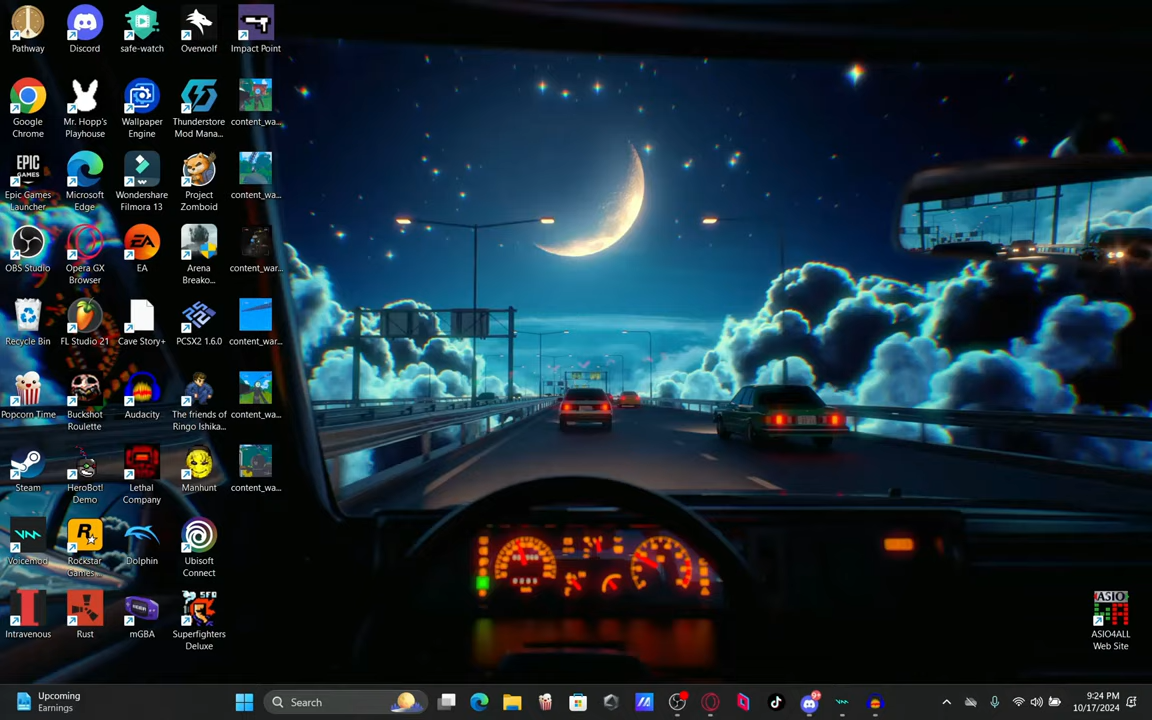 Pathway
Discord
safe-watch
Overwolf
Impact Point
Google
Chrome
Mr. Hopp's
Playhouse
Wallpaper
Engine
Thunderstore
Mod Mana...
content_wa...
EPIC
GAMES
Epic Games
Launcher
Microsoft
Edge
Wondershare
Filmora 13
Project
Zomboid
content_wa...
OBS Studio
Opera GX
Browser
EA
EA
Arena
Breako...
content_war...
Recycle Bin
FL Studio 21
Cave Story+
PCSX2 1.6.0
content_war...
Popcorn Time
Buckshot
Roulette
Audacity
The friends of
Ringo Ishika...
content_war...
Steam
HeroBot!
Demo
Lethal
Company
Manhunt
content_wa...
Voicemod
Rockstar
Games...
Dolphin
Ubisoft
Connect
Intravenous
Rust
mGBA
SFD
Superfighters
Deluxe
ASIO
ASIO4ALL
Web Site
Upcoming
Earnings
Search
9+
9:24 PM
10/17/2024